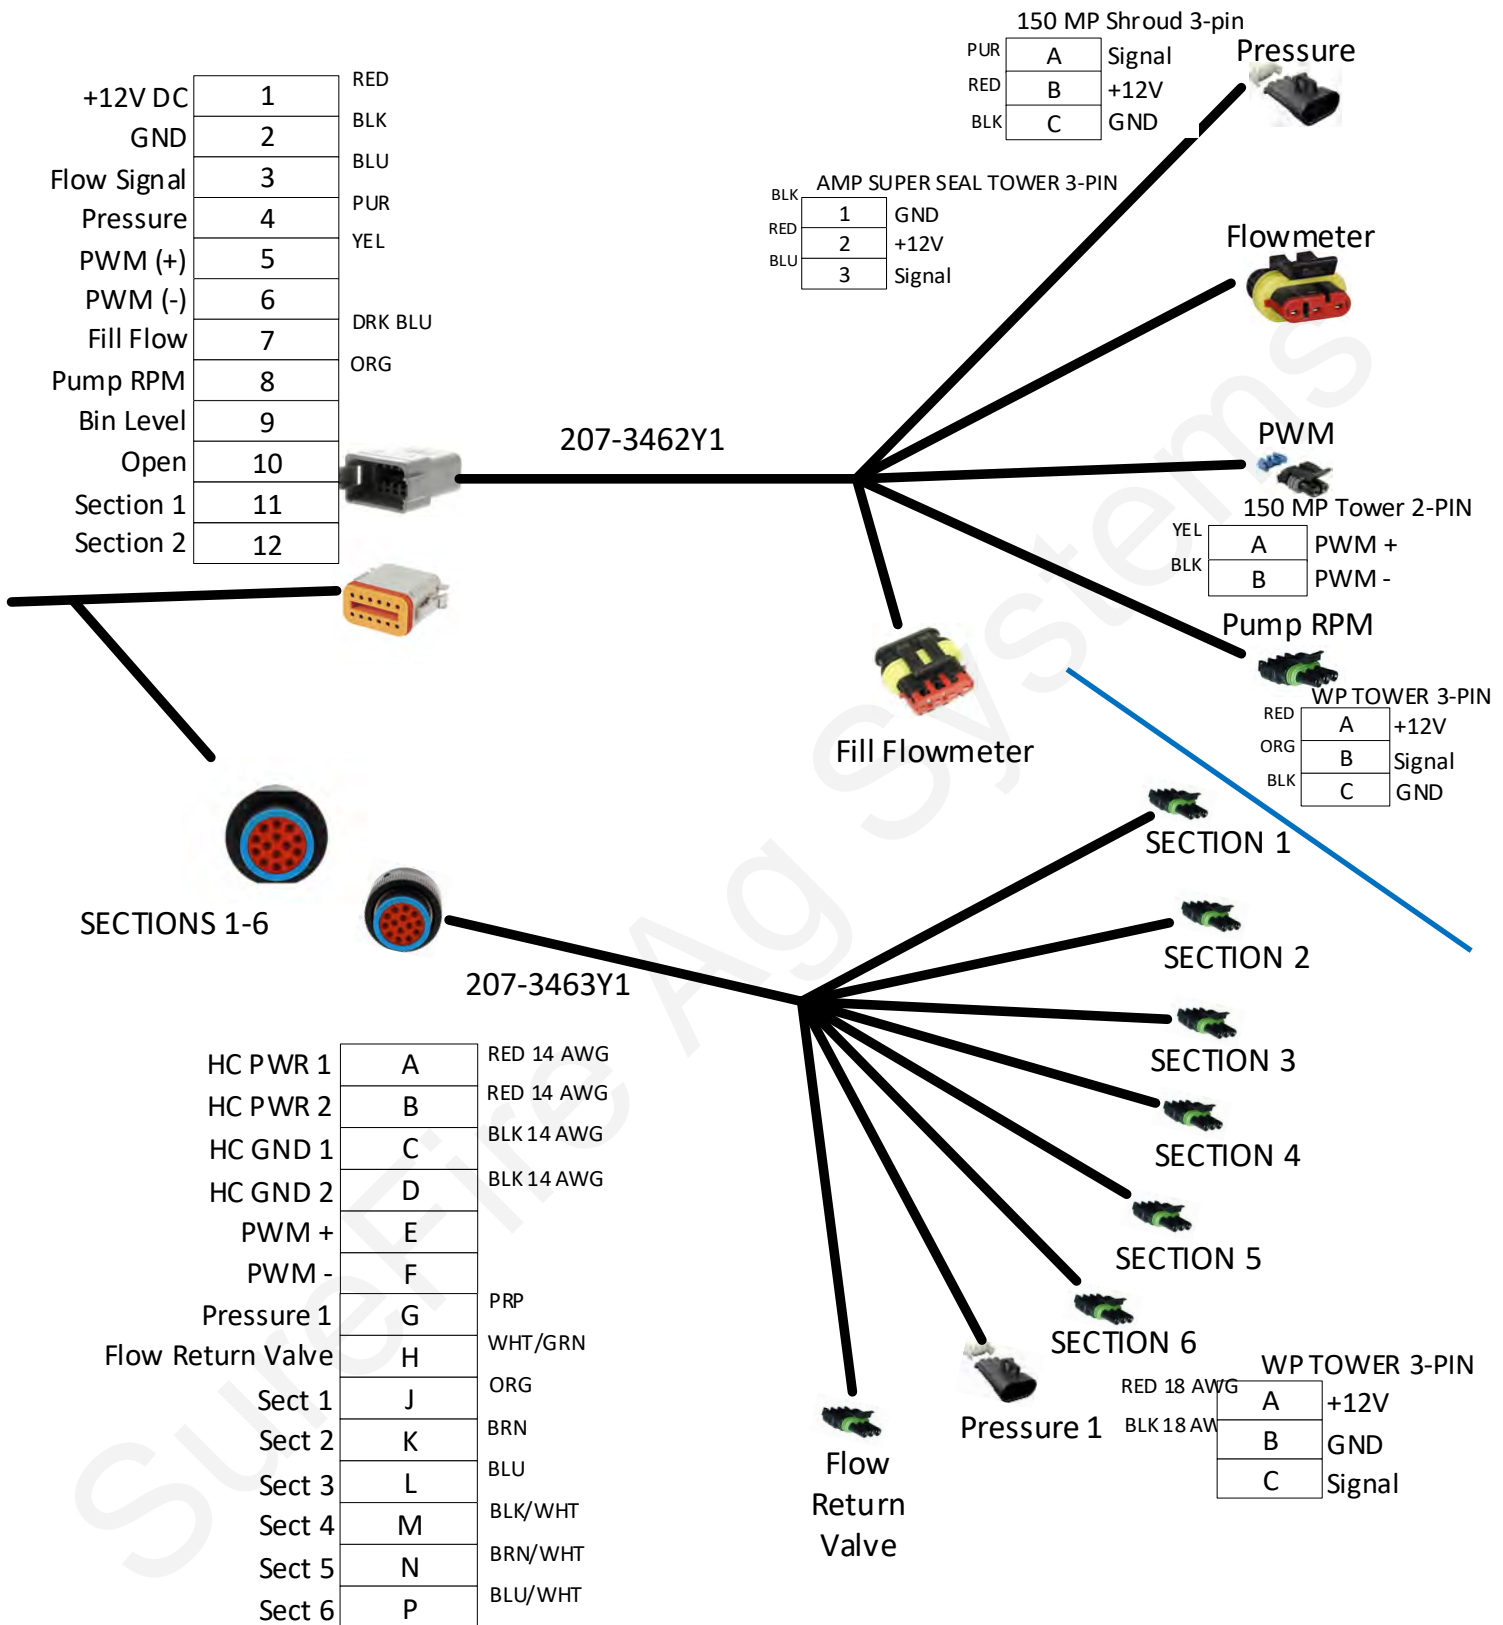 150 MP Shroud 3-pin
PUR A Signal
RED B +12V
BLK C GND
Pressure
+12V DC 1 RED
GND 2 BLK
Flow Signal 3 BLU
Pressure 4 PUR
PWM (+) 5 YEL
PWM (-) 6
Fill Flow 7 DRK BLU
Pump RPM 8 ORG
Bin Level 9
Open 10
Section 1 11
Section 2 12
AMP SUPER SEAL TOWER 3-PIN
BLK 1 GND
RED 2 +12V
BLU 3 Signal
Flowmeter
207-3462Y1
PWM
150 MP Tower 2-PIN
YEL A PWM +
BLK B PWM -
Pump RPM
WP TOWER 3-PIN
RED A +12V
ORG B Signal
BLK C GND
Fill Flowmeter
SECTION 1
SECTIONS 1-6
SECTION 2
207-3463Y1
SECTION 3
SECTION 4
SECTION 5
SECTION 6
HC PWR 1 A RED 14 AWG
HC PWR 2 B RED 14 AWG
HC GND 1 C BLK 14 AWG
HC GND 2 D BLK 14 AWG
PWM + E
PWM - F
Pressure 1 G PRP
Flow Return Valve H WHT/GRN
Sect 1 J ORG
Sect 2 K BRN
Sect 3 L BLU
Sect 4 M BLK/WHT
Sect 5 N BRN/WHT
Sect 6 P BLU/WHT
WP TOWER 3-PIN
RED 18 AWG A +12V
BLK 18 AW B GND
C Signal
Pressure 1
Flow
Return
Valve
SureFire Ag Systems